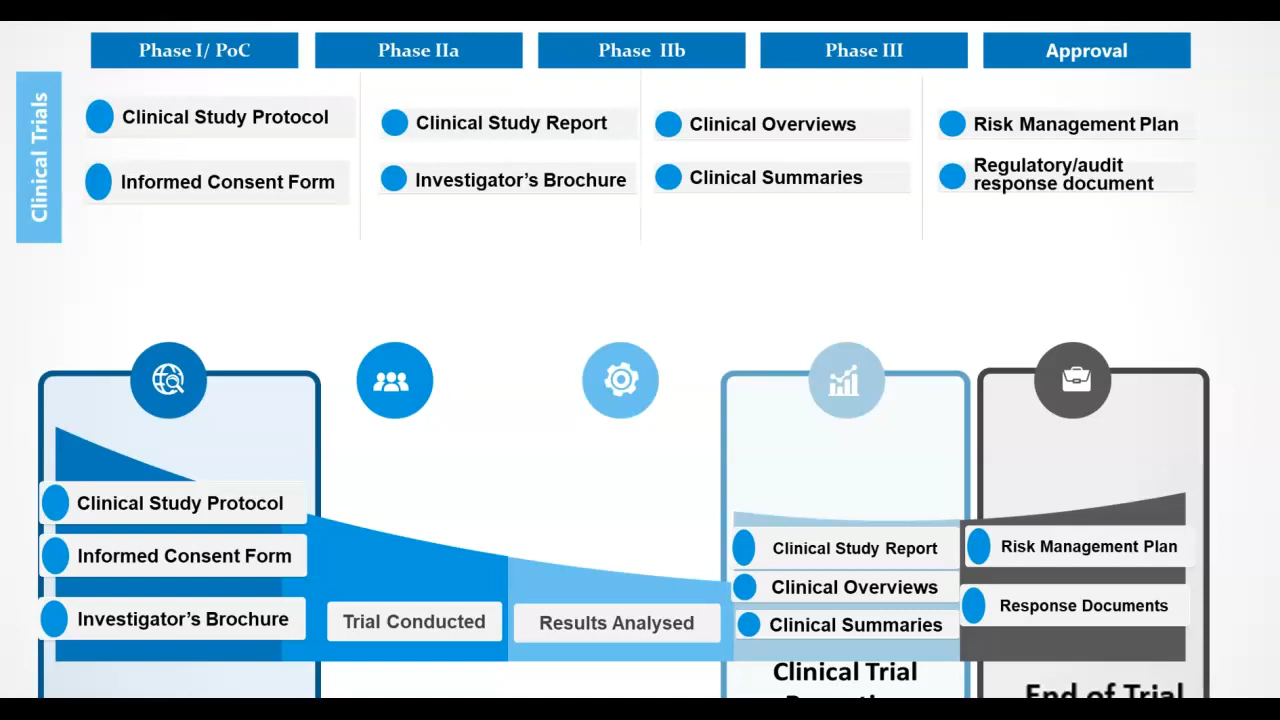 Phase I/ PoC
Phase IIa
Phase IIb
Phase III
Approval
Clinical Trials
Clinical Study Protocol
Informed Consent Form
Clinical Study Report
Investigator’s Brochure
Clinical Overviews
Clinical Summaries
Risk Management Plan
Regulatory/audit
response document
Clinical Study Protocol
Informed Consent Form
Investigator’s Brochure
Trial Conducted
Results Analysed
Clinical Study Report
Clinical Overviews
Clinical Summaries
Clinical Trial
Risk Management Plan
Response Documents
End of Trial